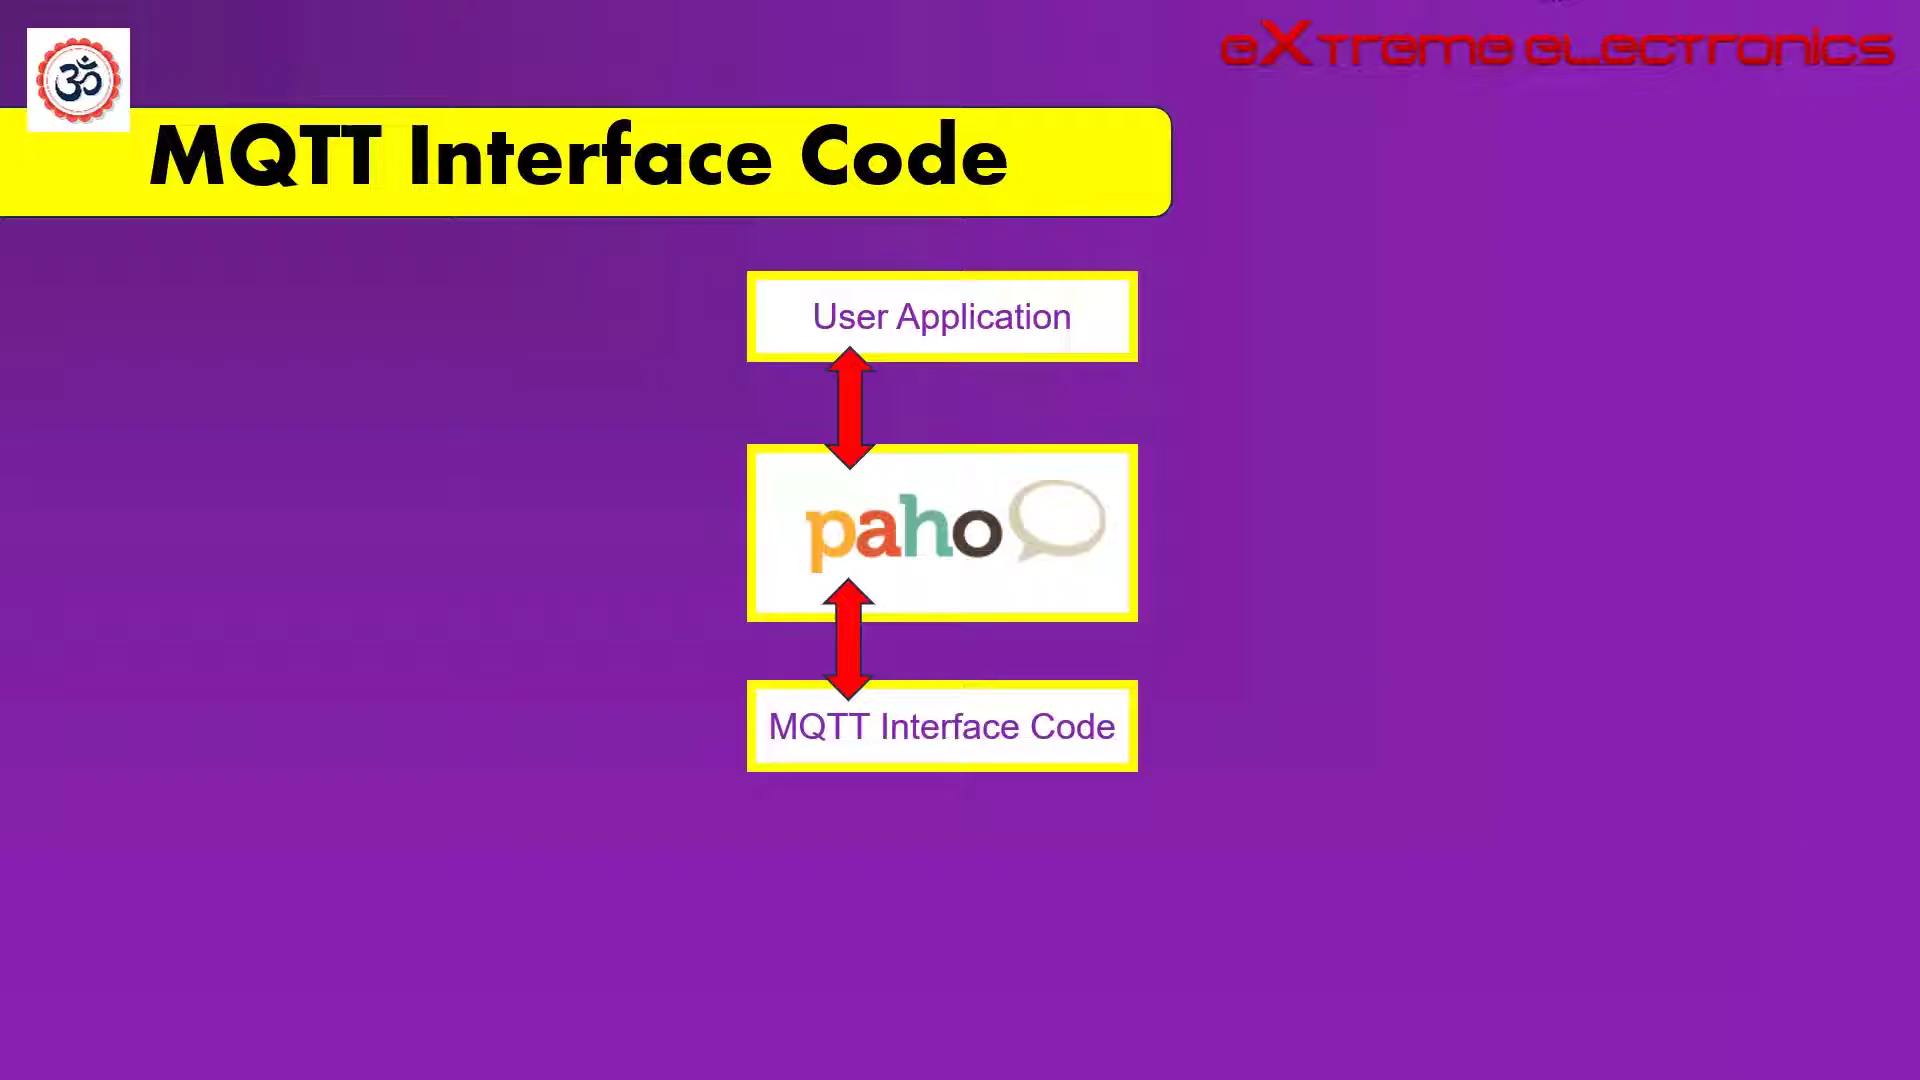 eXtreme eLectronics
ॐ
MQTT Interface Code
User Application
paho
MQTT Interface Code